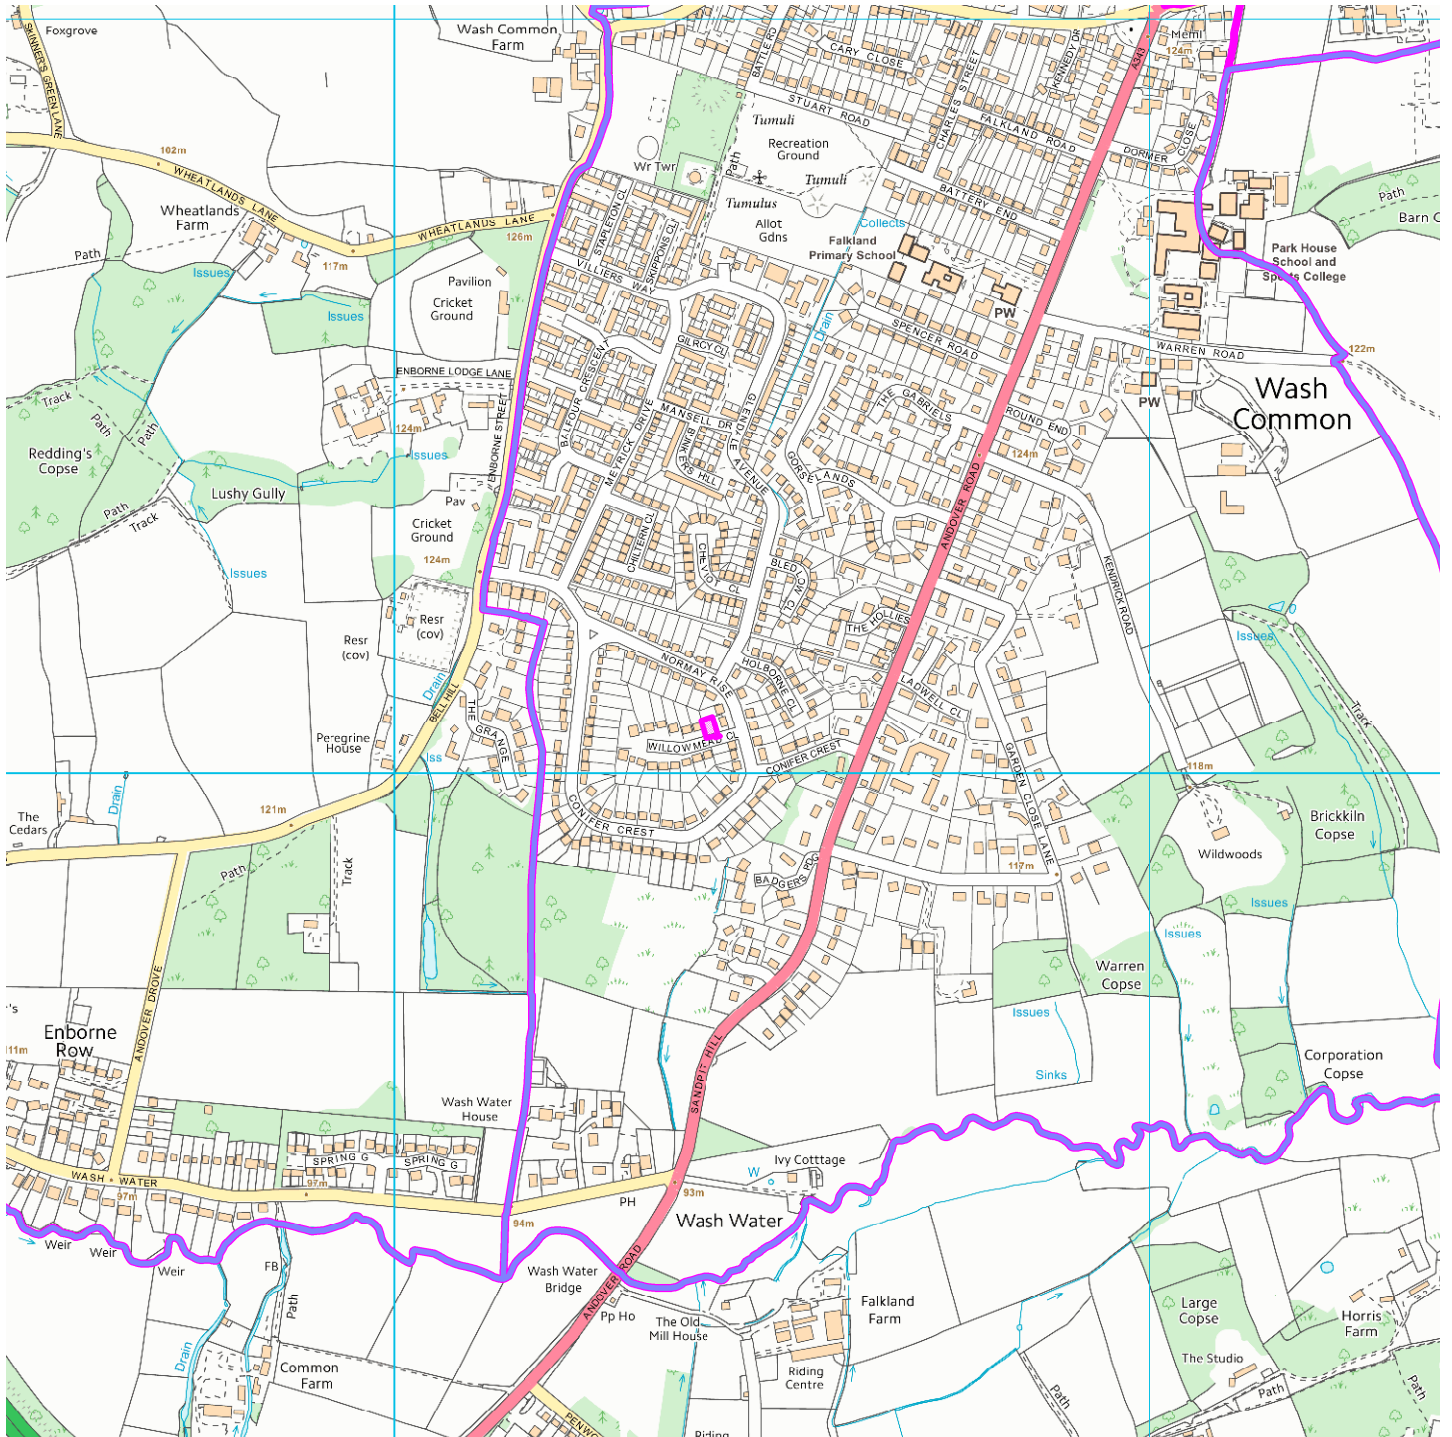 Foxgrove
SKINNER'S GREEN LANE
Wash Common
Farm
BATTLE RD
CARY CLOSE
KENNEDY DR
A343
Meml
124m
STUART ROAD
CHARLES STREET
FALKLAND ROAD
DORMER
CLOSE
Tumuli
Recreation
Ground
Path
Wr Twr
Tumuli
BATTERY END
Tumulus
Allot
Gdns
Collects
Falkland
Primary School
102m
WHEATLANDS LANE
Wheatlands
Farm
WHEATLANDS LANE
126m
117m
Path
Issues
Issues
STAPLETON CL
SKIPPONS CL
VILLIERS WAY
Pavilion
Cricket
Ground
Path
Barn C
Park House
School and
Sports College
PW
Drain
SPENCER ROAD
WARREN ROAD
122m
GILROY CL
ENBORNE LODGE LANE
BALFOUR CRESCENT
MEYRICK DRIVE
MANSELL DR
GLENDALE AVENUE
THE GABRIELS
ROUND END
PW
Wash
Common
Track
Path
Path
124m
ENBORNE STREET
Issues
Redding's
Copse
Lushy Gully
HILL
GORSELANDS
124m
ANDOVER ROAD
Path
Track
Pav
Cricket
Ground
124m
CHILTERN CL
CHEVIOT CL
BLEDLOW CL
KENDRICK ROAD
Issues
Resr
(cov)
Resr
(cov)
THE HOLLIES
Issues
NORMAY RISE
HOLBORNE CL
LADWELL CL
Drain
BELL HILL
THE GRANGE
Track
Peregrine
House
Iss
WILLOWMEAD CL
CONIFER CREST
GARDEN CLOSE LANE
118m
Drain
The
Cedars
121m
CONIFER CREST
Brickkiln
Copse
Wildwoods
Path
Track
BADGERS RDG
117m
Issues
Issues
Warren
Copse
ANDOVER DROVE
's
Enborne
Row
111m
Issues
Sinks
SANDPIT HILL
Corporation
Copse
Wash Water
House
SPRING G
SPRING G
W
Ivy Cotttage
WASH WATER
97m
97m
94m
PH
93m
Wash Water
Weir
Weir
Weir
FB
Path
Wash Water
Bridge
ANDOVER ROAD
Pp Ho
The Old
Mill House
Falkland
Farm
Large
Copse
Horris
Farm
Drain
Common
Farm
Riding
Centre
The Studio
Path
Path
Path
PENWO
Riding